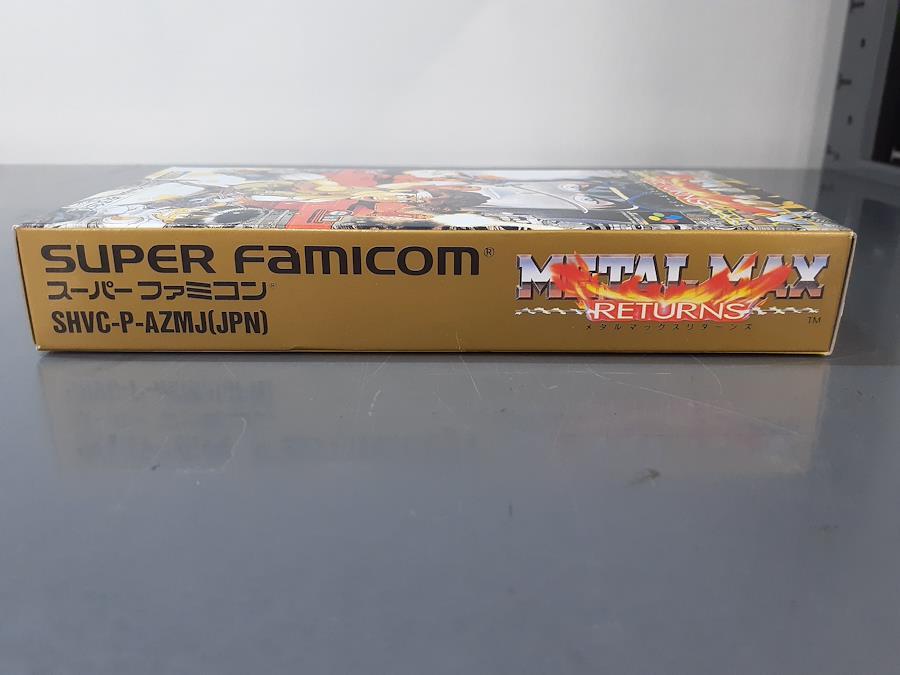 SUPER FAMICOM®
スーパーファミコン®
SHVC-P-AZMJ(JPN)
METAL MAX
RETURNS
TM
メタルマックスリターンズ